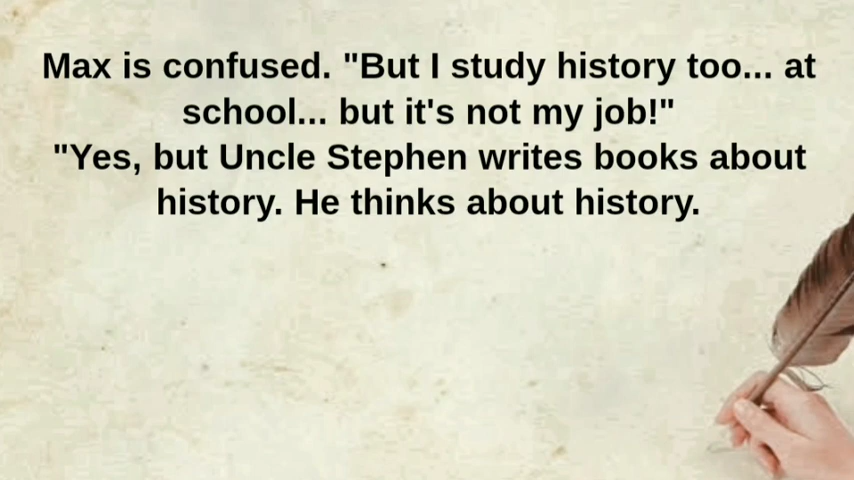 Max is confused. "But I study history too... at
school... but it's not my job!"
"Yes, but Uncle Stephen writes books about
history. He thinks about history.